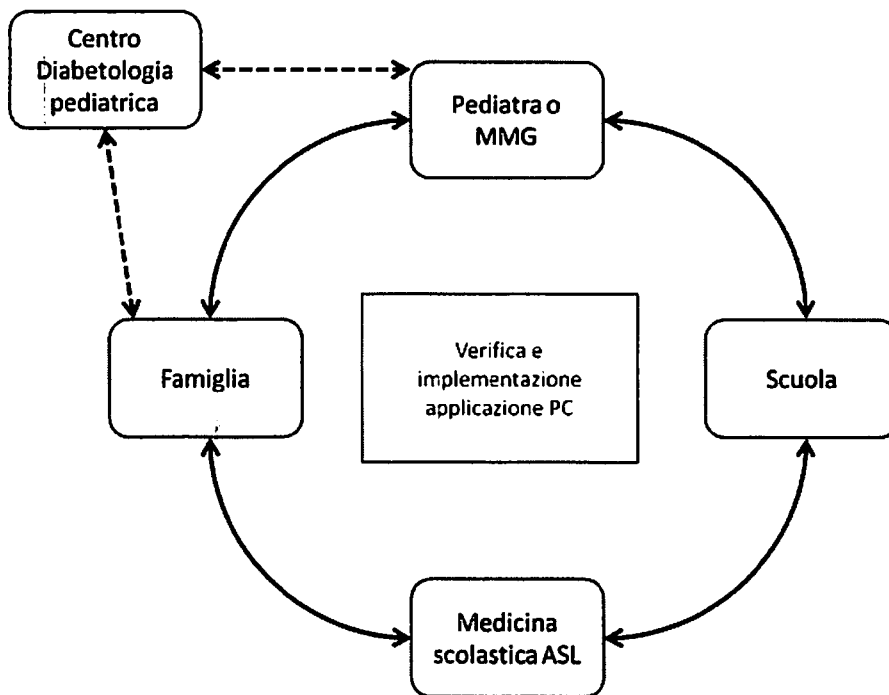 Centro
Diabetologia
pediatrica
Pediatra o
MMG
Famiglia
Verifica e
implementazione
applicazione PC
Scuola
Medicina
scolastica ASL